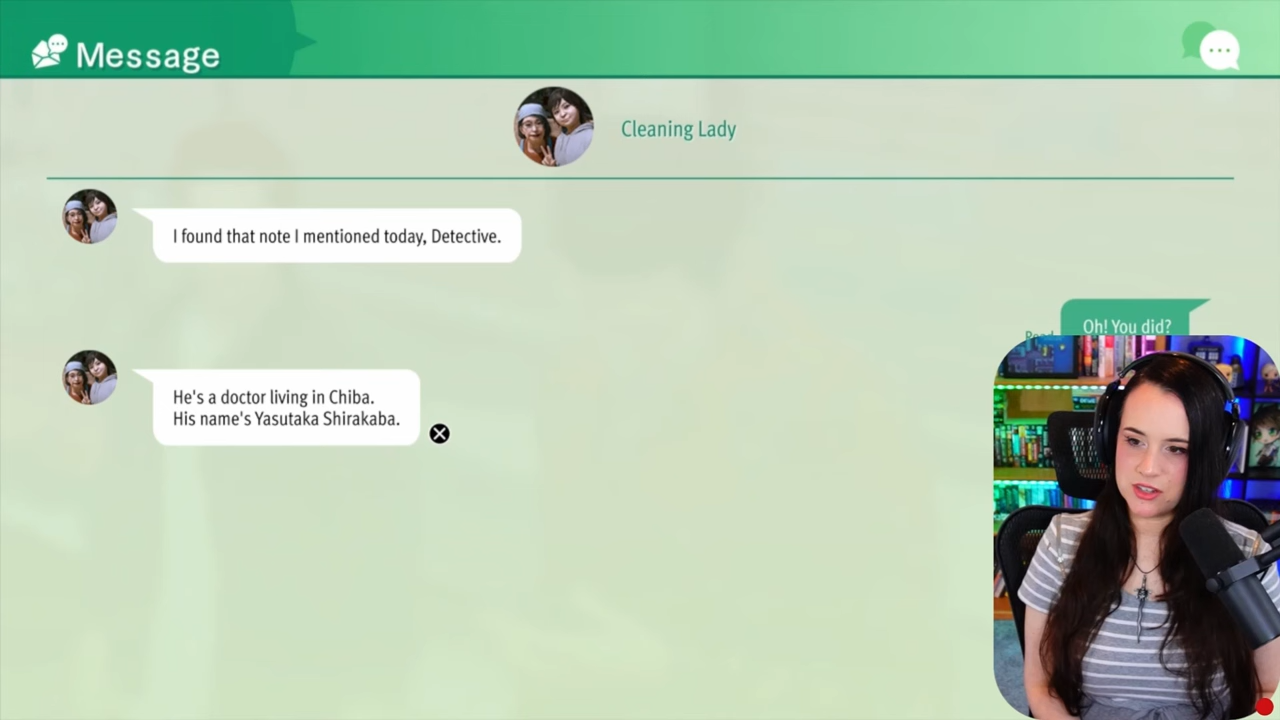 Message
Cleaning Lady
I found that note I mentioned today, Detective.
Oh! You did?
He's a doctor living in Chiba.
His name's Yasutaka Shirakaba.